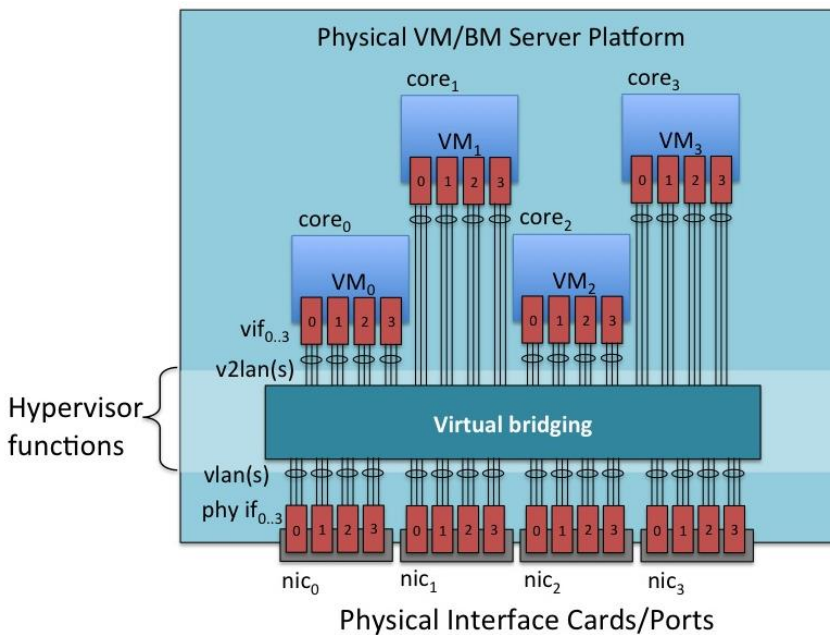 Physical VM/BM Server Platform
core₁
core₃
VM₁
VM₃
0 1 2 3
0 1 2 3
core₀
core₂
VM₀
VM₂
vif₀..₃
0 1 2 3
0 1 2 3
v2lan(s)
Hypervisor
functions
Virtual bridging
vlan(s)
phy if₀..₃
0 1 2 3
0 1 2 3
0 1 2 3
0 1 2 3
nic₀
nic₁
nic₂
nic₃
Physical Interface Cards/Ports